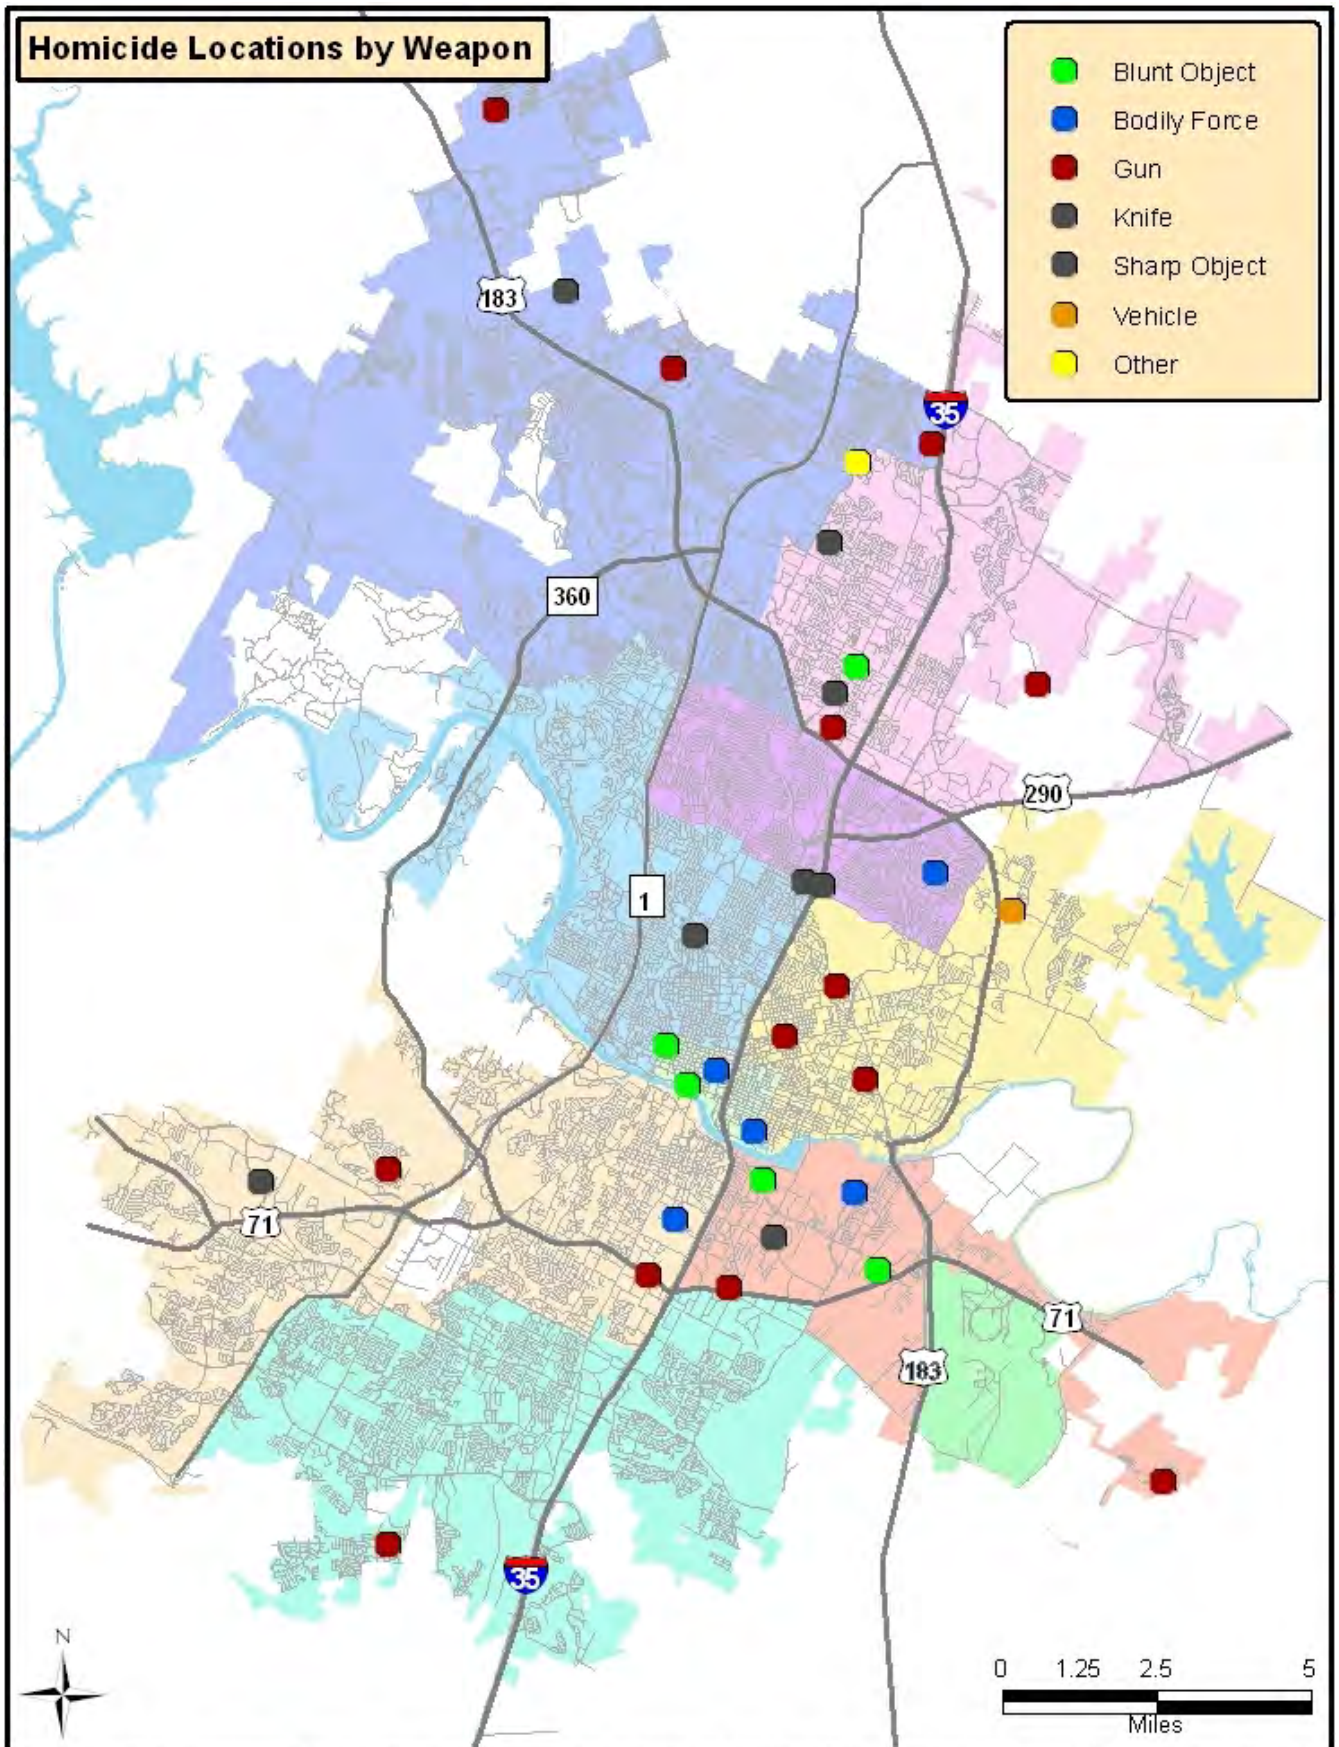 Homicide Locations by Weapon
Blunt Object
Bodily Force
Gun
Knife
Sharp Object
Vehicle
Other
183
35
360
290
1
71
71
183
35
N
0 1.25 2.5 5
Miles